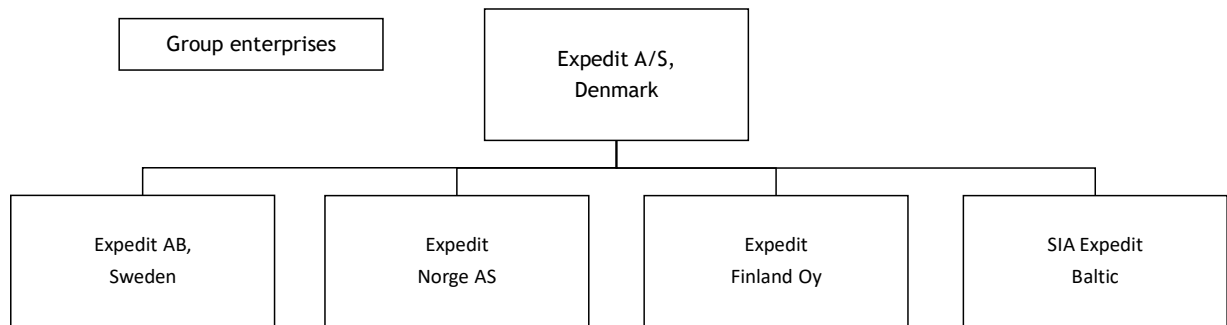 Group enterprises
Expedit A/S,
Denmark
Expedit AB,
Sweden
Expedit
Norge AS
Expedit
Finland Oy
SIA Expedit
Baltic